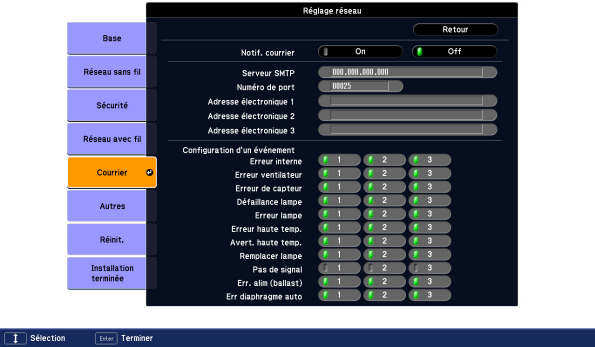 Réglage réseau
Retour
Base
Réseau sans fil
Sécurité
Réseau avec fil
Courrier
Autres
Réinit.
Installation
terminée
Notif. courrier On Off
Serveur SMTP 000.000.000.000
Numéro de port 00025
Adresse électronique 1
Adresse électronique 2
Adresse électronique 3
Configuration d'un événement
Erreur interne 1 2 3
Erreur ventilateur 1 2 3
Erreur de capteur 1 2 3
Défaillance lampe 1 2 3
Erreur lampe 1 2 3
Erreur haute temp. 1 2 3
Avert. haute temp. 1 2 3
Remplacer lampe 1 2 3
Pas de signal 1 2 3
Err. alim (ballast) 1 2 3
Err diaphragme auto 1 2 3
Sélection Enter Terminer